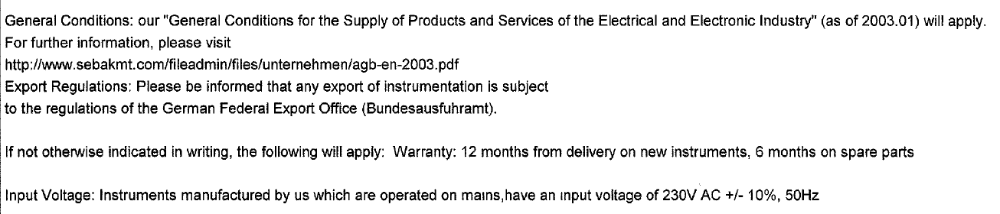 General Conditions: our "General Conditions for the Supply of Products and Services of the Electrical and Electronic Industry" (as of 2003.01) will apply.
For further information, please visit
http://www.sebakmt.com/fileadmin/files/unternehmen/agb-en-2003.pdf
Export Regulations: Please be informed that any export of instrumentation is subject
to the regulations of the German Federal Export Office (Bundesausfuhramt).
If not otherwise indicated in writing, the following will apply:  Warranty: 12 months from delivery on new instruments, 6 months on spare parts
Input Voltage: Instruments manufactured by us which are operated on mains,have an input voltage of 230V AC +/- 10%, 50Hz